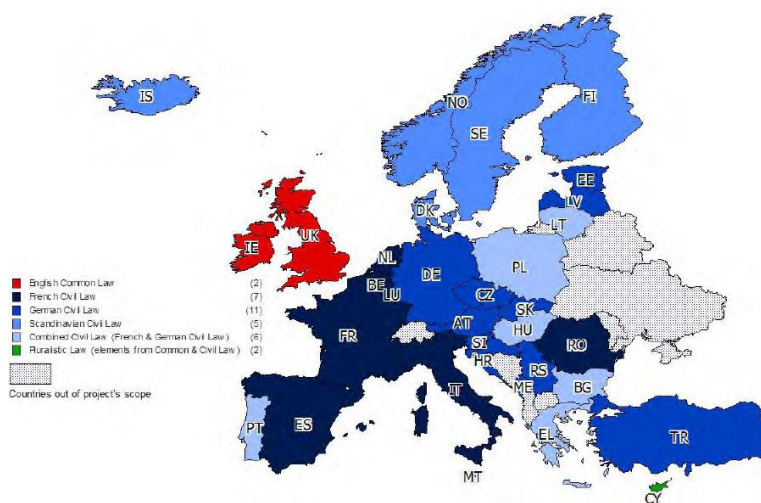 IS
NO
SE
FI
EE
LV
LT
DK
IE
UK
NL
BE
LU
DE
PL
CZ
SK
AT
HU
FR
SI
HR
RO
RS
IT
ME
BG
PT
ES
EL
TR
MT
CY
English Common Law (2)
French Civil Law (7)
German Civil Law (11)
Scandinavian Civil Law (5)
Combined Civil Law (French & German Civil Law) (6)
Pluralistic Law (elements from Common & Civil Law) (2)
Countries out of project's scope